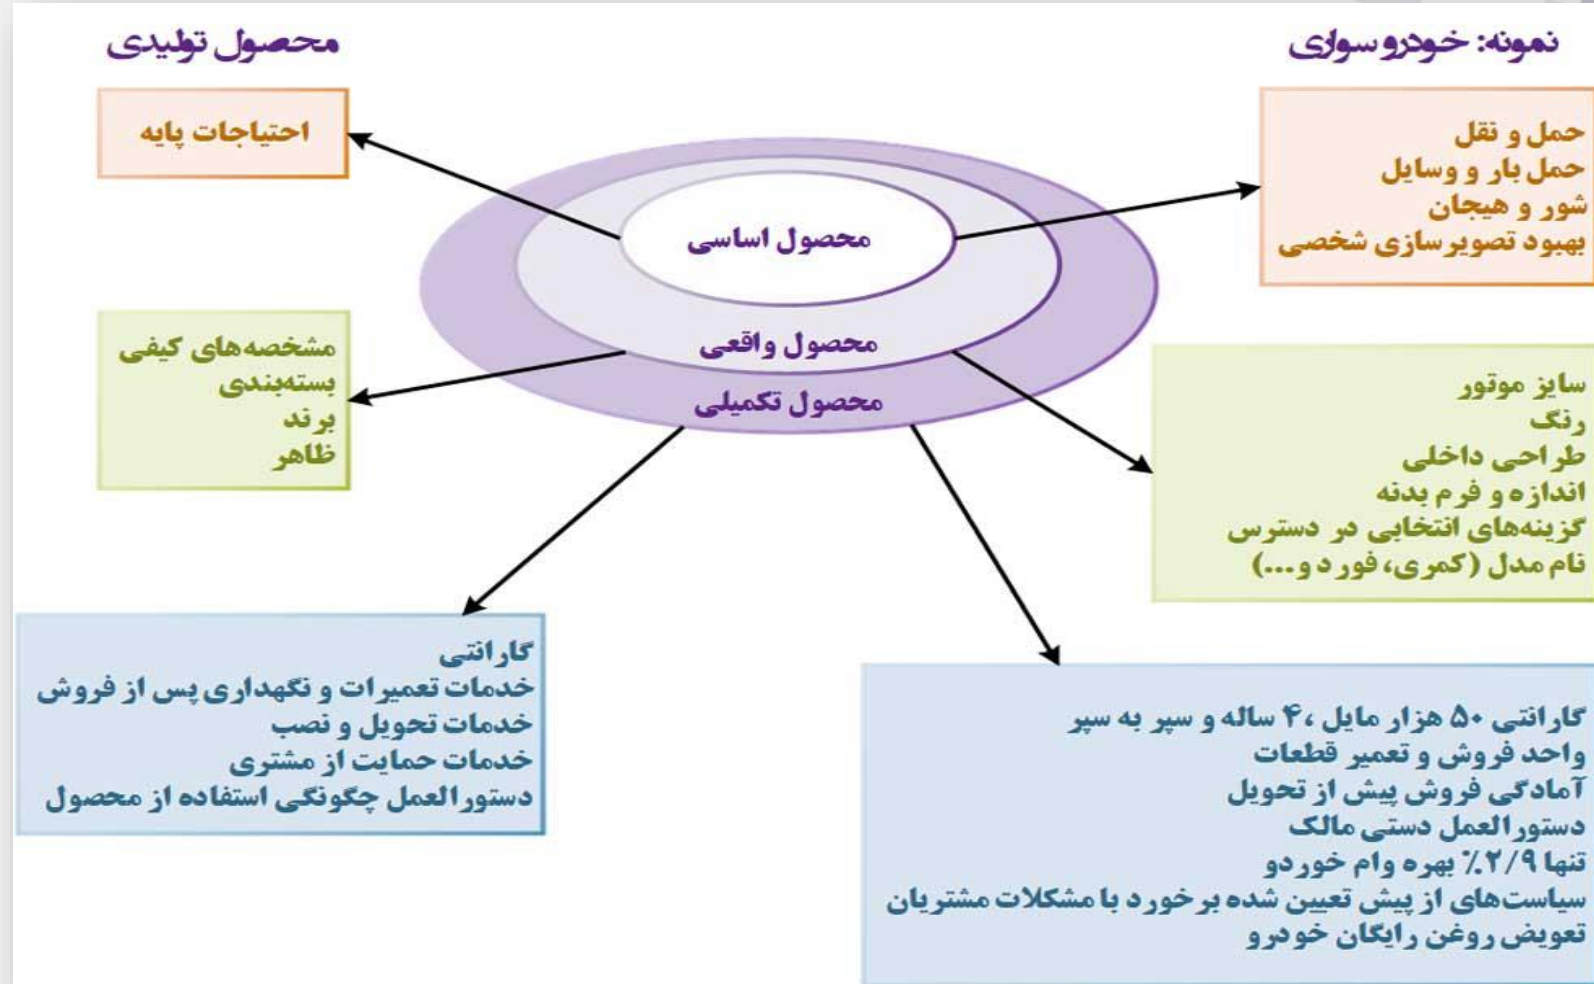 نمونه: خودرو سواری
محصول تولیدی
حمل و نقل
حمل بار و وسایل
شور و هیجان
بهبود تصویرسازی شخصی
احتیاجات پایه
محصول اساسی
محصول واقعی
محصول تکمیلی
سایز موتور
رنگ
طراحی داخلی
اندازه و فرم بدنه
گزینه‌های انتخابی در دسترس
نام مدل (کمری، فورد و...)
مشخصه‌های کیفی
بسته‌بندی
برند
ظاهر
گارانتی ۵۰ هزار مایل ،۴ ساله و سپر به سپر
واحد فروش و تعمیر قطعات
آمادگی فروش پیش از تحویل
دستورالعمل دستی مالک
تنها ۲/۹٪ بهره وام خوردو
سیاست‌های از پیش تعیین شده برخورد با مشکلات مشتریان
تعویض روغن رایگان خودرو
گارانتی
خدمات تعمیرات و نگهداری پس از فروش
خدمات تحویل و نصب
خدمات حمایت از مشتری
دستورالعمل چگونگی استفاده از محصول